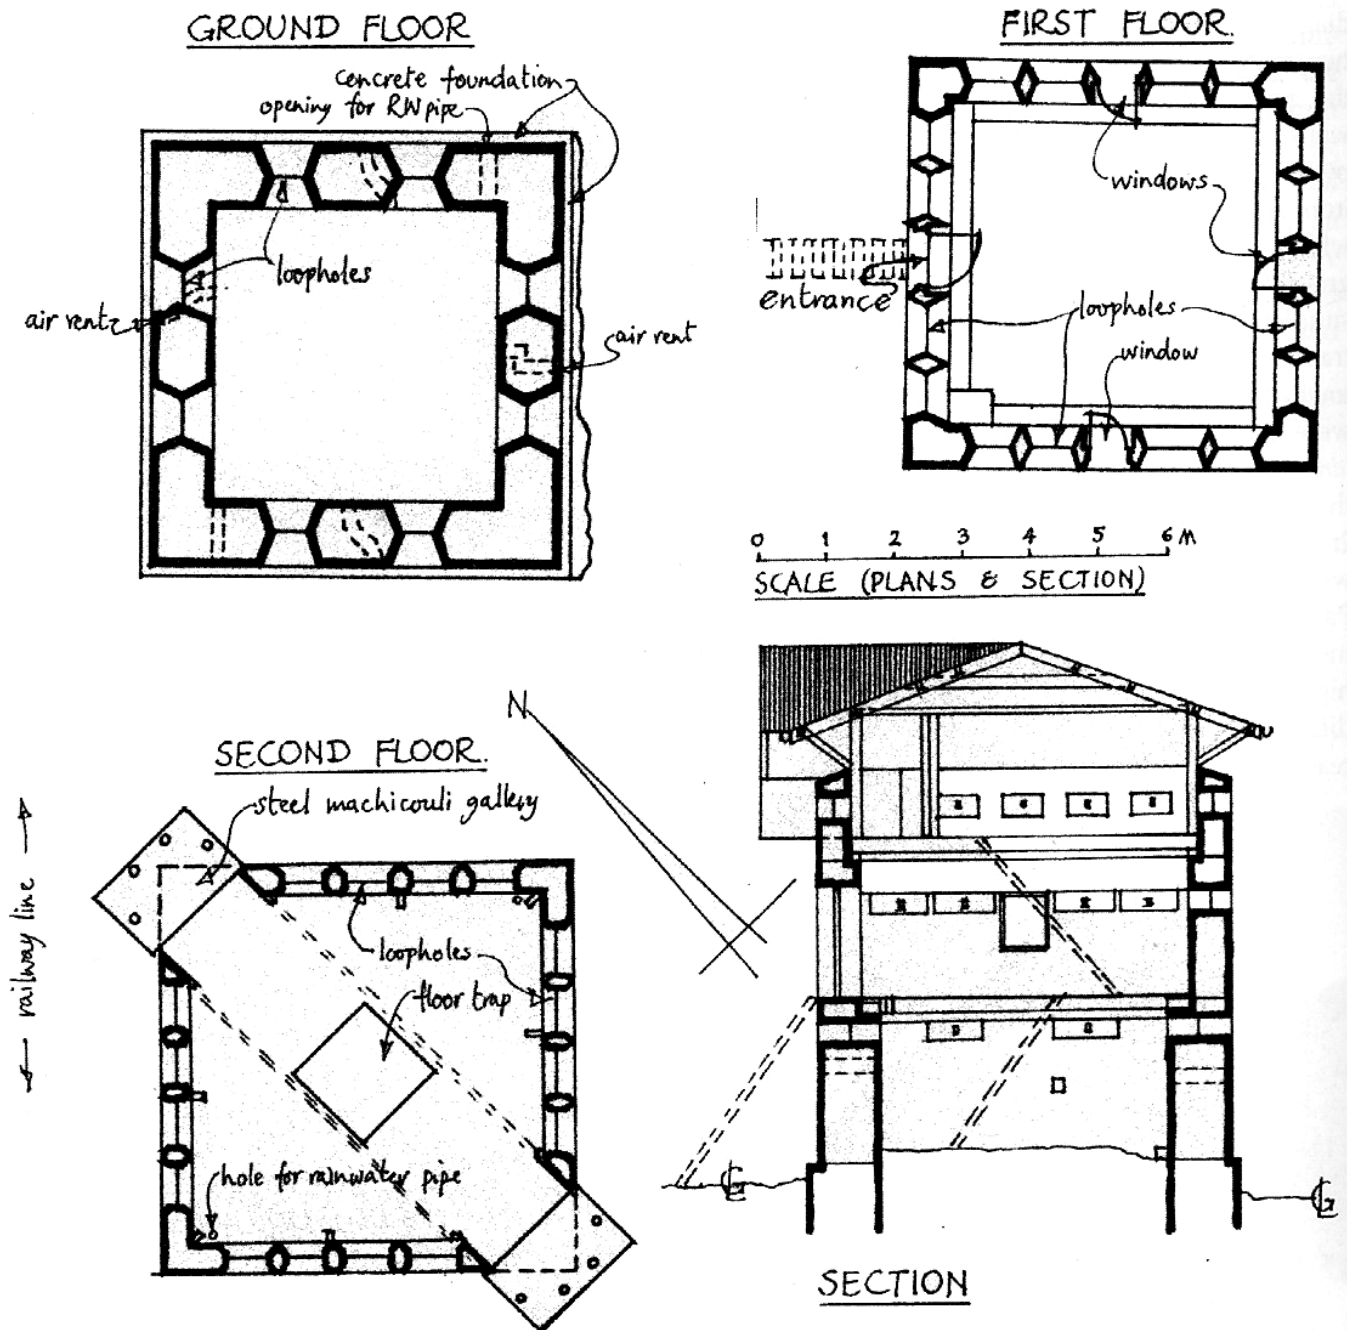 GROUND FLOOR
concrete foundation
opening for RW pipe
loopholes
air rent
air rent
FIRST FLOOR.
windows
entrance
loopholes
window
0 1 2 3 4 5 6 M
SCALE (PLANS & SECTION)
N
SECOND FLOOR.
steel machicouli gallery
railway line
loopholes
floor trap
hole for rainwater pipe
SECTION